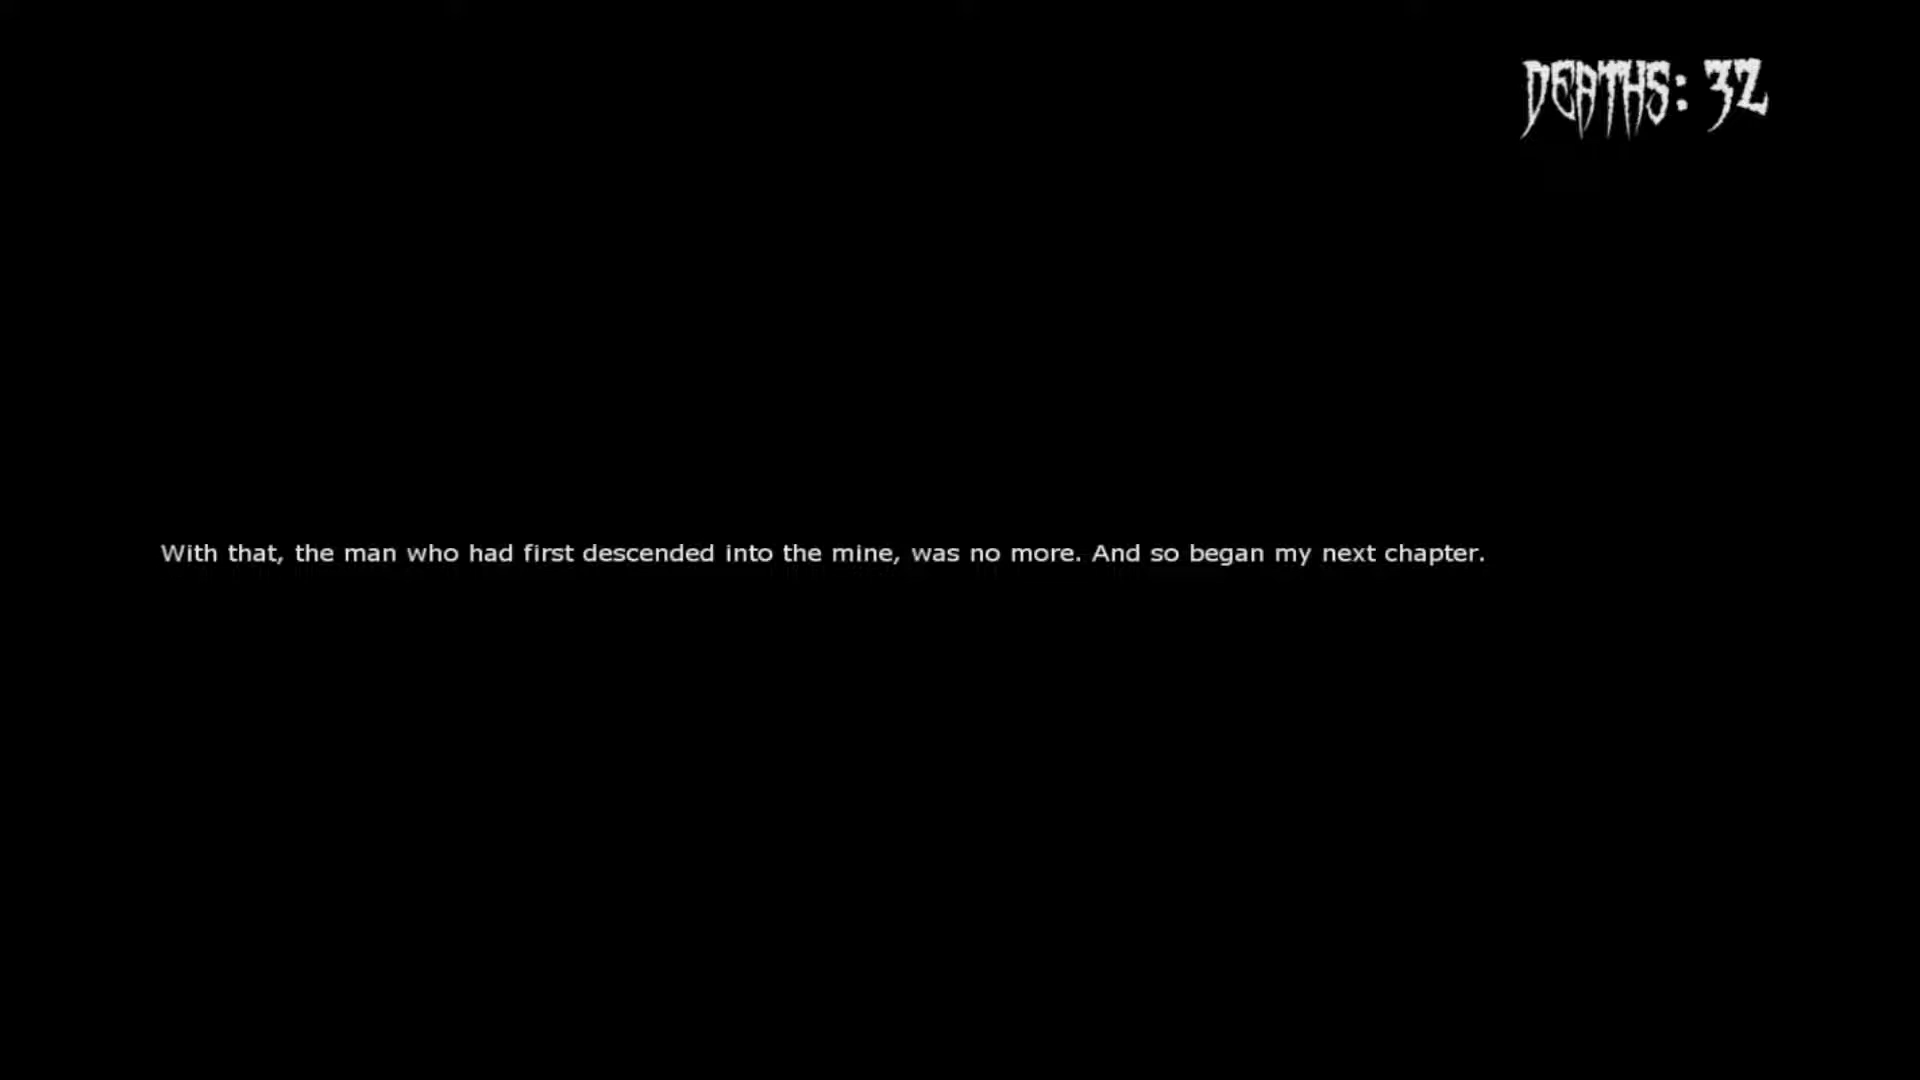 DEATHS: 32
With that, the man who had first descended into the mine, was no more. And so began my next chapter.